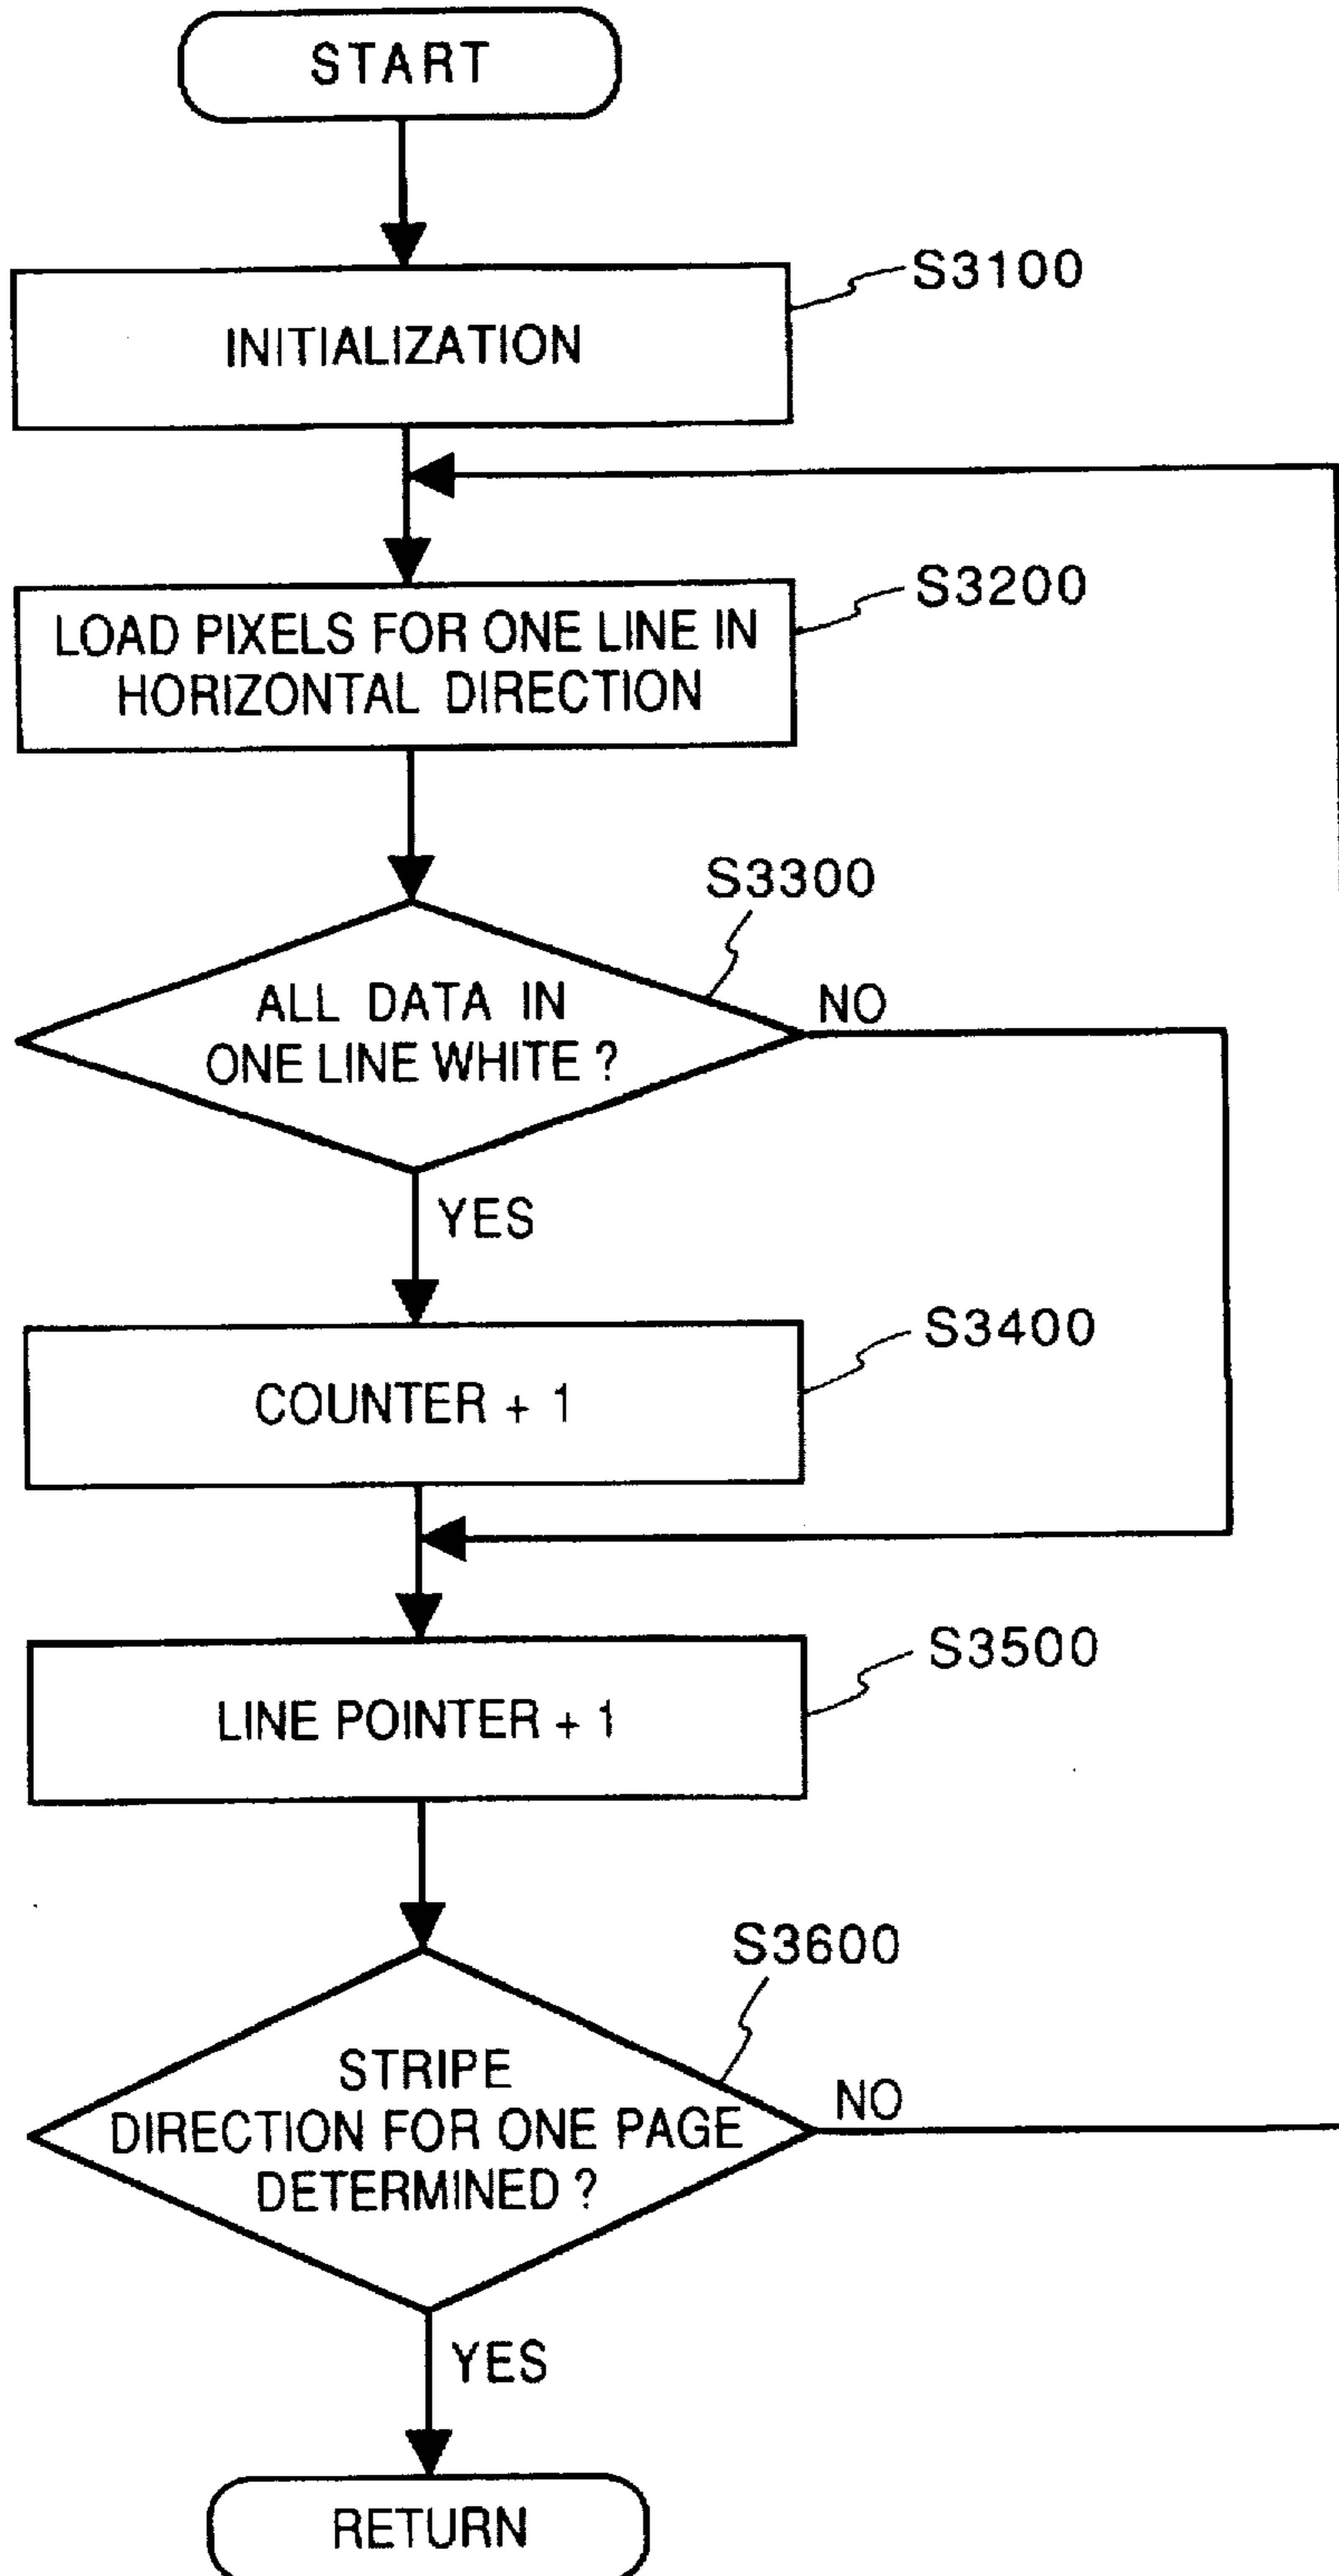 START
S3100
INITIALIZATION
S3200
LOAD PIXELS FOR ONE LINE IN
HORIZONTAL DIRECTION
S3300
ALL DATA IN
ONE LINE WHITE ?
NO
YES
S3400
COUNTER + 1
S3500
LINE POINTER + 1
S3600
STRIPE
DIRECTION FOR ONE PAGE
DETERMINED ?
NO
YES
RETURN